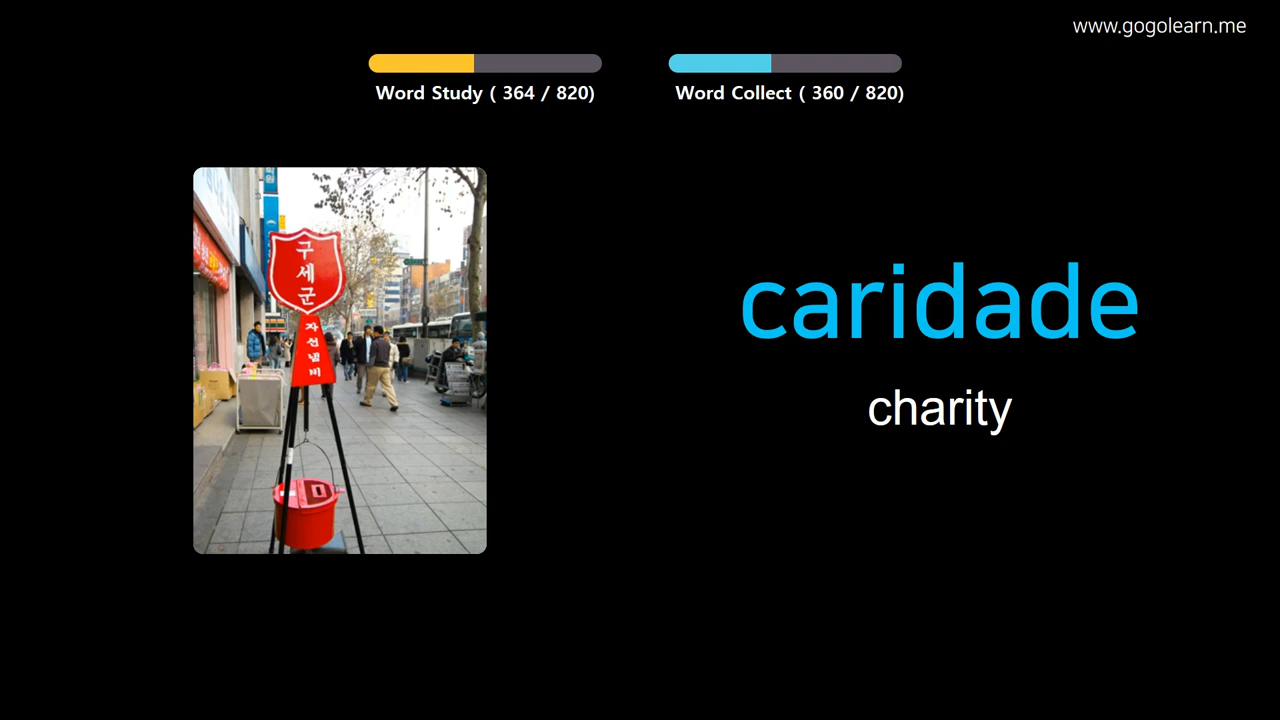 www.gogolearn.me
Word Study ( 364 / 820)
Word Collect ( 360 / 820)
구세군
자선냄비
caridade
charity